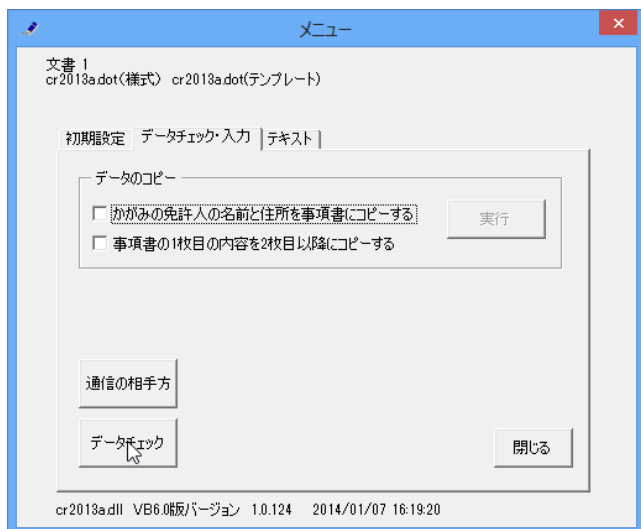 メニュー
文書 1
cr2013a.dot(様式) cr2013a.dot(テンプレート)
初期設定 データチェック・入力 テキスト
データのコピー
かがみの免許人の名前と住所を事項書にコピーする
実行
事項書の1枚目の内容を2枚目以降にコピーする
通信の相手方
データチェック
閉じる
cr2013a.dll VB6.0版バージョン 1.0.124 2014/01/07 16:19:20